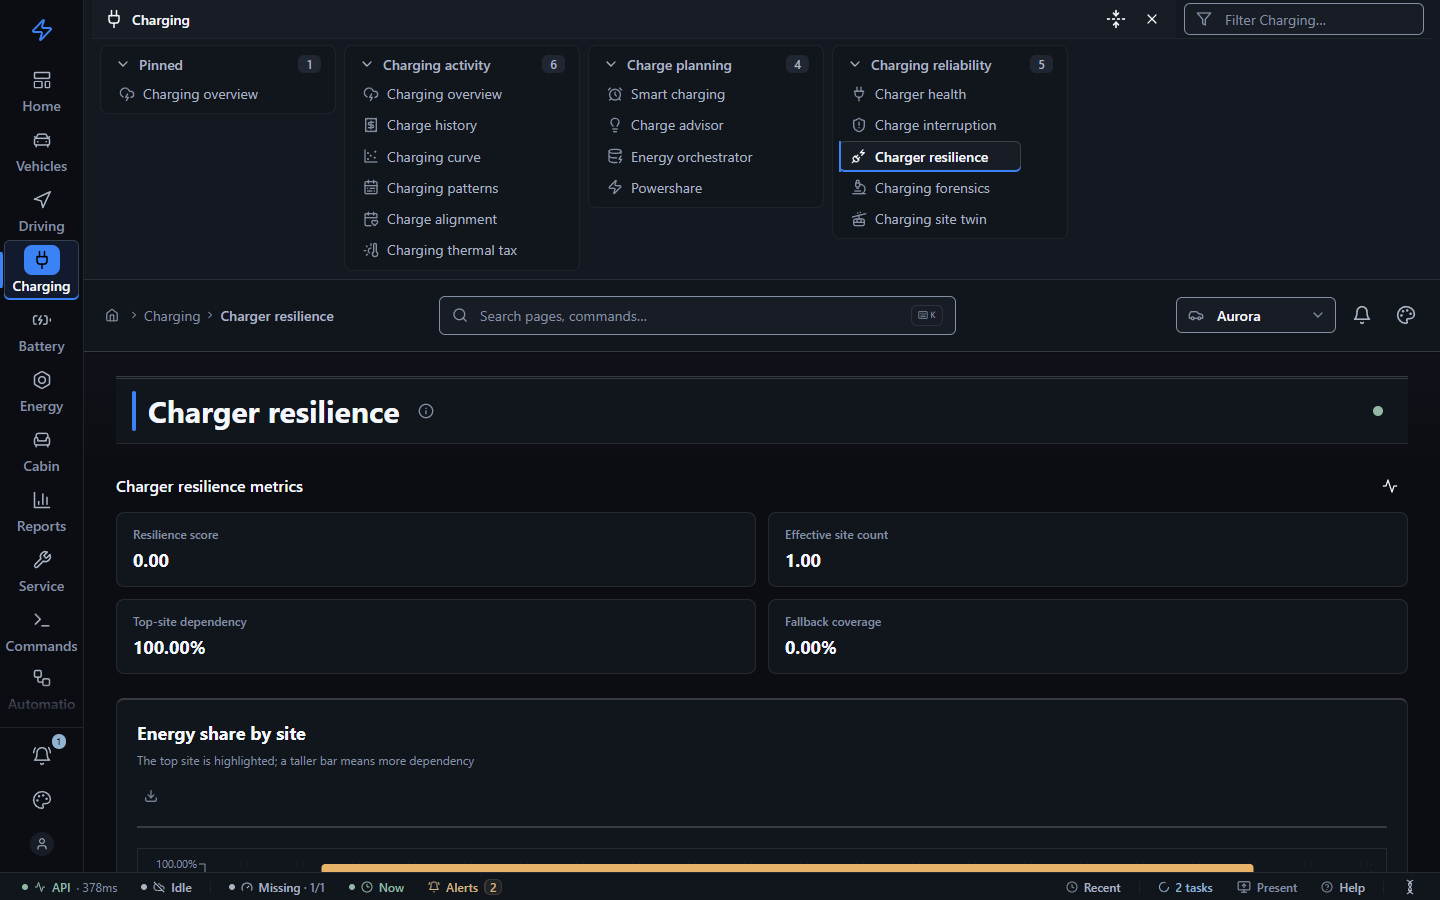 Charging
Filter Charging...
Pinned 1
Charging overview
Charging activity 6
Charging overview
Charge history
Charging curve
Charging patterns
Charge alignment
Charging thermal tax
Charge planning 4
Smart charging
Charge advisor
Energy orchestrator
Powershare
Charging reliability 5
Charger health
Charge interruption
Charger resilience
Charging forensics
Charging site twin
Home
Vehicles
Driving
Charging
Battery
Energy
Cabin
Reports
Service
Commands
Automatio
1
Charging
Charger resilience
Search pages, commands...
K
Aurora
Charger resilience
Charger resilience metrics
Resilience score
0.00
Effective site count
1.00
Top-site dependency
100.00%
Fallback coverage
0.00%
Energy share by site
The top site is highlighted; a taller bar means more dependency
100.00%
API · 378ms
Idle
Missing · 1/1
Now
Alerts 2
Recent
2 tasks
Present
Help